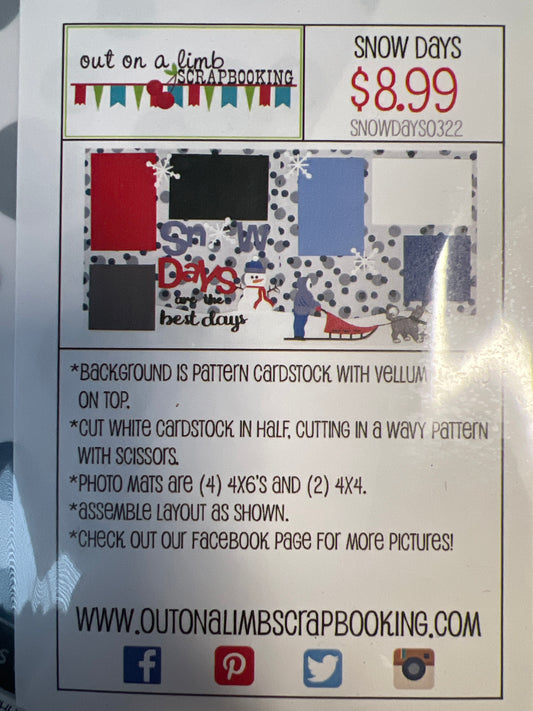 out on a limb
SCRAPBOOKING
SNOW DAYS
$8.99
SNOWDAYS0322
Snow
Days
are the
best days
*BACKGROUND IS PATTERN CARDSTOCK WITH VELLUM
ON TOP.
*CUT WHITE CARDSTOCK IN HALF, CUTTING IN A WAVY PATTERN
WITH SCISSORS.
*PHOTO MATS ARE (4) 4X6'S AND (2) 4X4.
*ASSEMBLE LAYOUT AS SHOWN.
*CHECK OUT OUR FACEBOOK PAGE FOR MORE PICTURES!
WWW.OUTONALIMBSCRAPBOOKING.COM